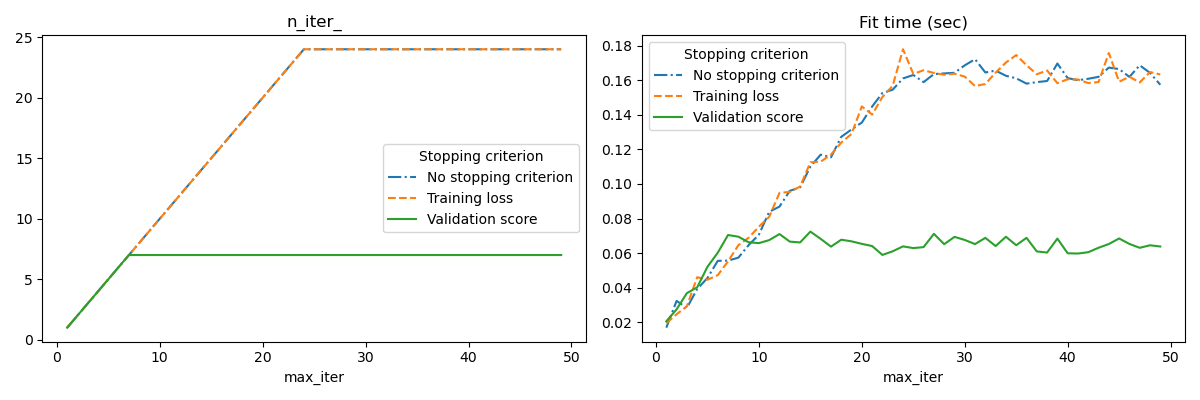 n_iter_
25
20
15
10
5
0
Stopping criterion
No stopping criterion
Training loss
Validation score
0 10 20 30 40 50
max_iter
Fit time (sec)
0.18
0.16
0.14
0.12
0.10
0.08
0.06
0.04
0.02
Stopping criterion
No stopping criterion
Training loss
Validation score
0 10 20 30 40 50
max_iter